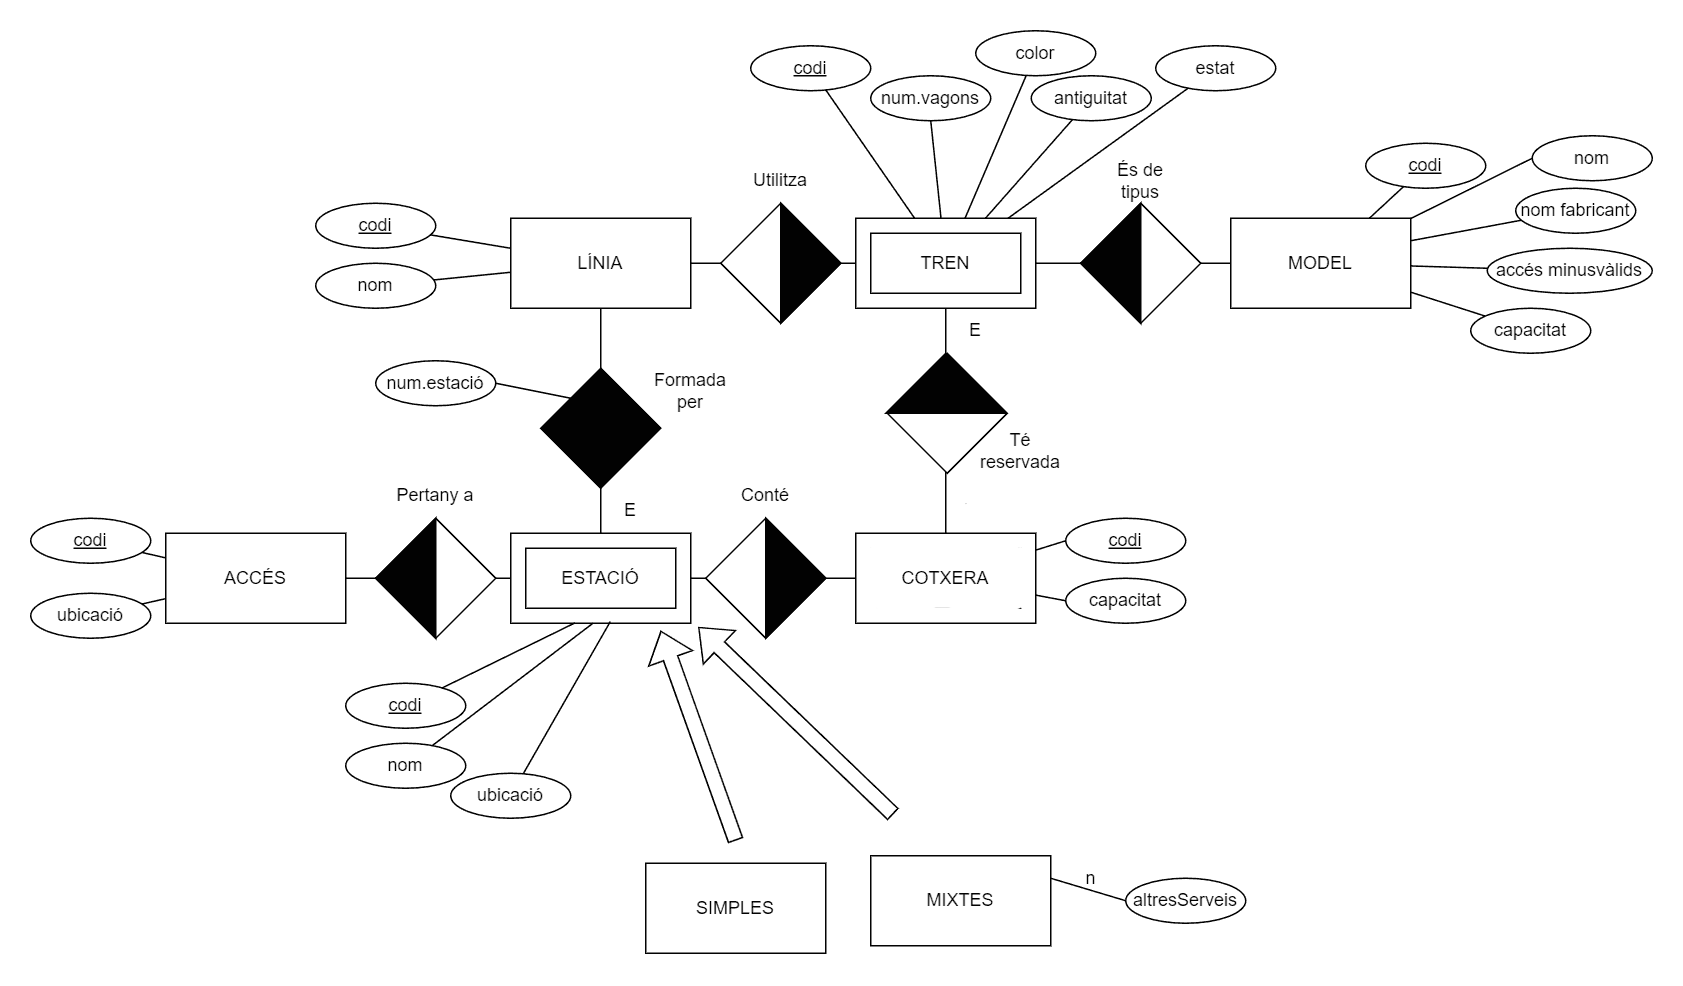 color
codi
estat
num.vagons
antiguitat
Utilitza
És de
tipus
codi
nom
nom fabricant
codi
nom
LÍNIA
TREN
MODEL
accés minusvàlids
capacitat
E
num.estació
Formada
per
Té
reservada
Pertany a
Conté
E
codi
ubicació
ACCÉS
ESTACIÓ
COTXERA
codi
capacitat
codi
nom
ubicació
SIMPLES
MIXTES
n
altresServeis